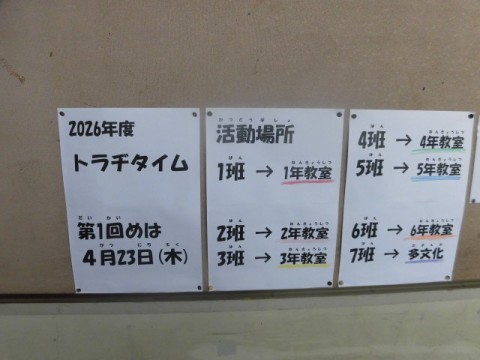 2026年度
トラヂタイム
第1回めは
4月23日(木)
活動場所
1班 → 1年教室
2班 → 2年教室
3班 → 3年教室
4班 → 4年教室
5班 → 5年教室
6班 → 6年教室
7班 → 多文化